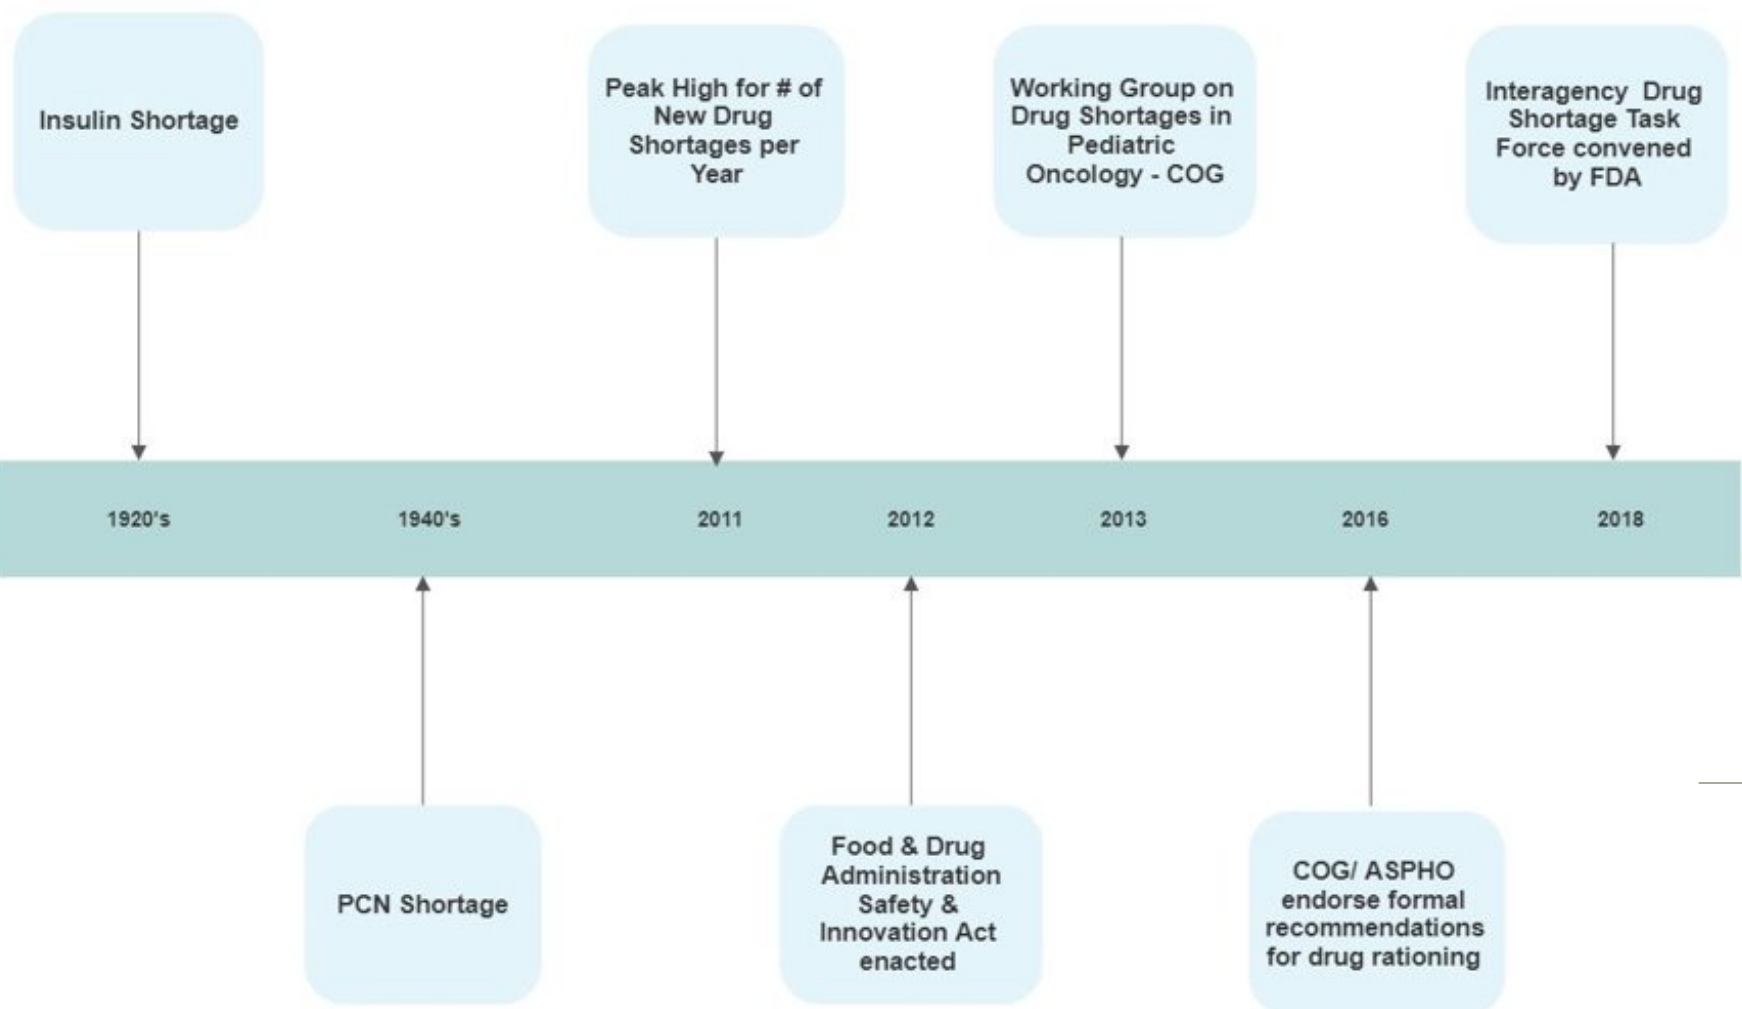 Insulin Shortage
Peak High for # of
New Drug
Shortages per
Year
Working Group on
Drug Shortages in
Pediatric
Oncology - COG
Interagency Drug
Shortage Task
Force convened
by FDA
1920's
1940's
2011
2012
2013
2016
2018
PCN Shortage
Food & Drug
Administration
Safety &
Innovation Act
enacted
COG/ ASPHO
endorse formal
recommendations
for drug rationing